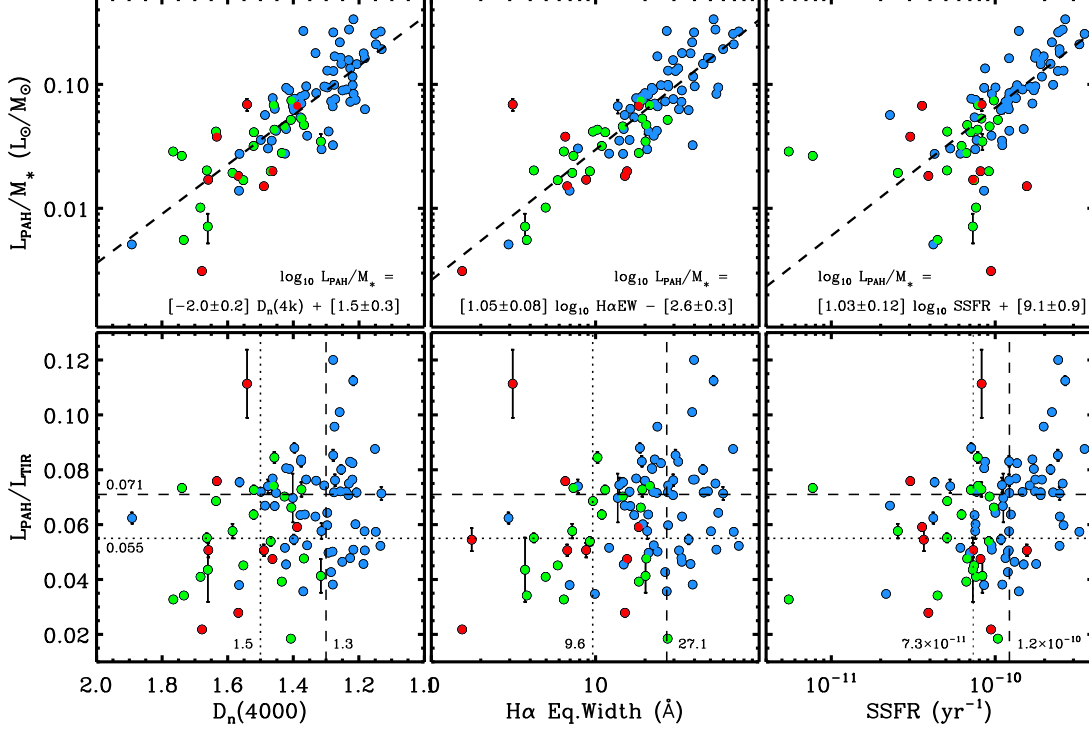 L_PAH/M_* (L_⊙/M_⊙)
0.10
0.01
log₁₀ L_PAH/M_* =
[−2.0±0.2] Dₙ(4k) + [1.5±0.3]
log₁₀ L_PAH/M_* =
[1.05±0.08] log₁₀ HαEW − [2.6±0.3]
log₁₀ L_PAH/M_* =
[1.03±0.12] log₁₀ SSFR + [9.1±0.9]
L_PAH/L_TIR
0.12
0.10
0.08
0.06
0.04
0.02
0.071
0.055
1.5
1.3
9.6
27.1
7.3×10⁻¹¹
1.2×10⁻¹⁰
2.0 1.8 1.6 1.4 1.2 1.0
10
10⁻¹¹ 10⁻¹⁰
Dₙ(4000)
Hα Eq.Width (Å)
SSFR (yr⁻¹)